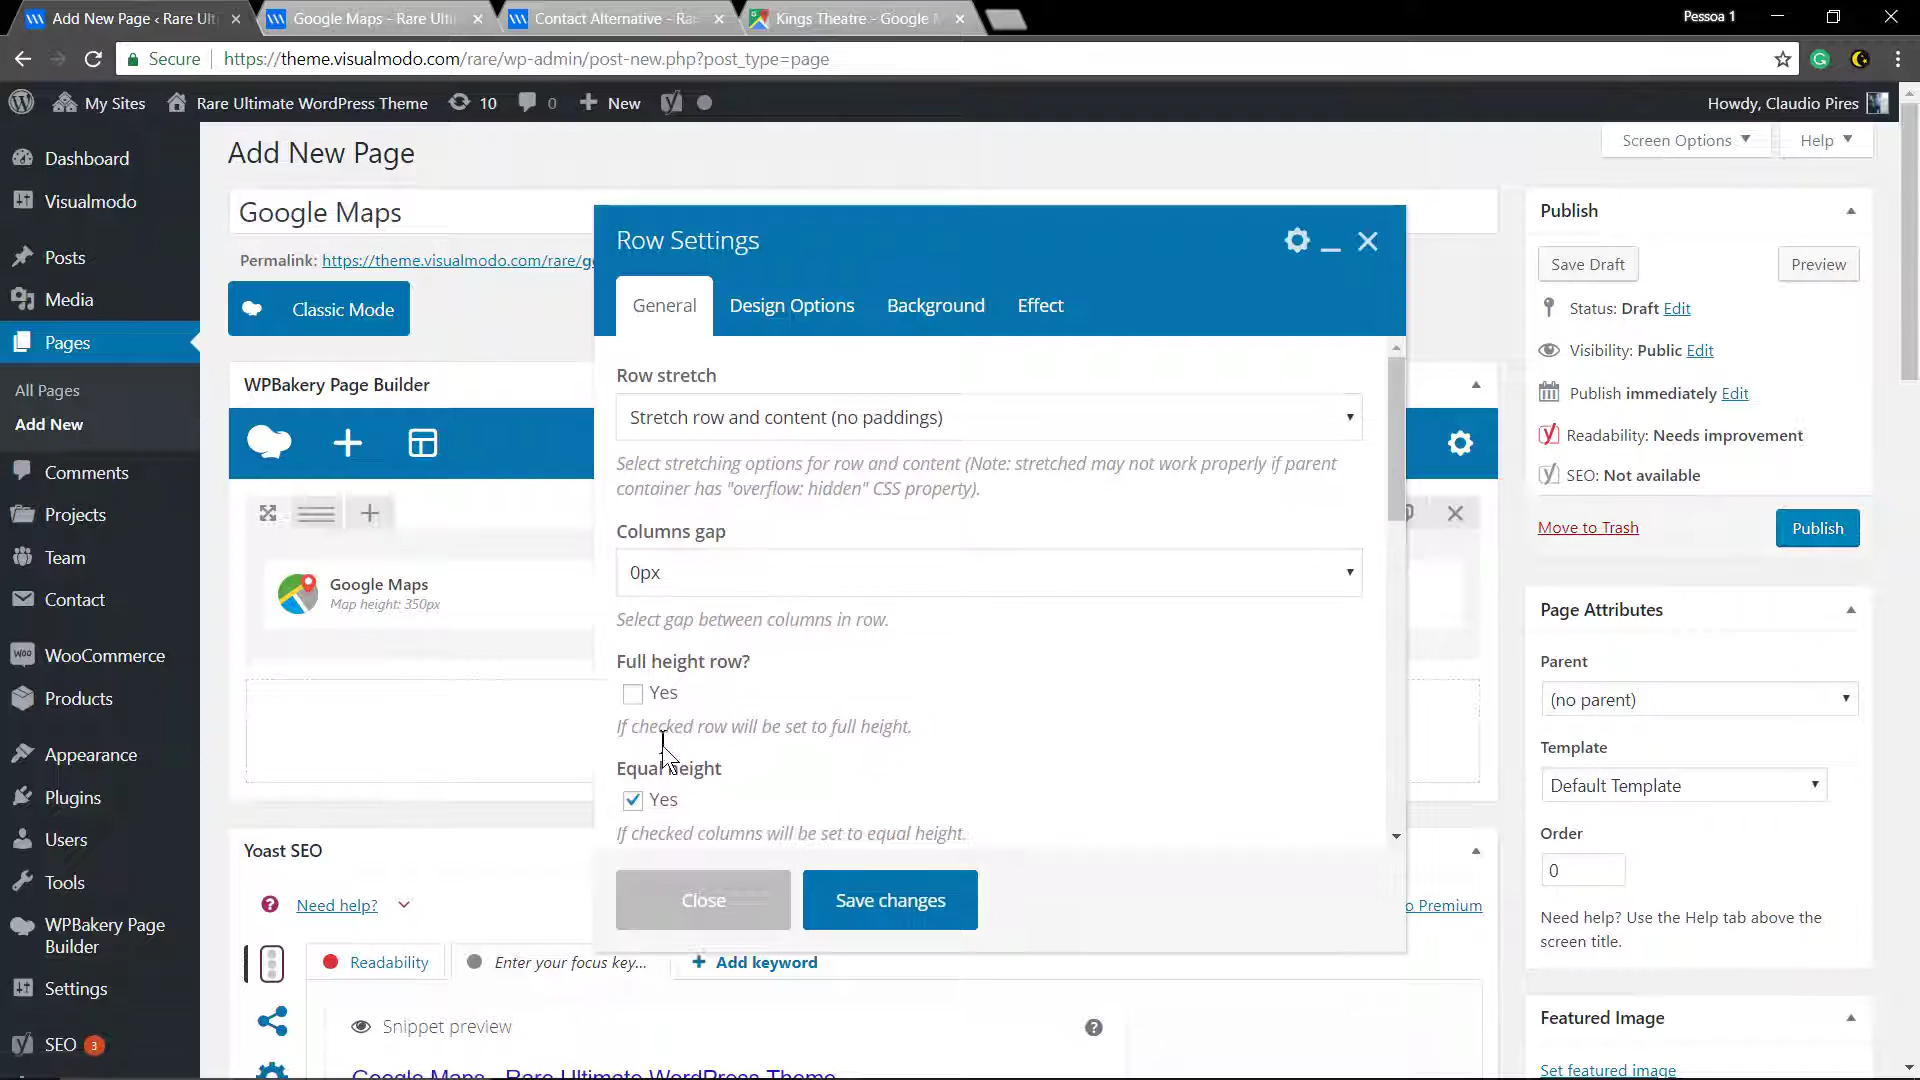 Add New Page ‹ Rare Ult
Google Maps - Rare Ulti
Contact Alternative - Ra
Kings Theatre - Google M
Pessoa 1
Secure
https://theme.visualmodo.com/rare/wp-admin/post-new.php?post_type=page
My Sites
Rare Ultimate WordPress Theme
10
0
New
Howdy, Claudio Pires
Dashboard
Visualmodo
Posts
Media
Pages
All Pages
Add New
Comments
Projects
Team
Contact
WooCommerce
Products
Appearance
Plugins
Users
Tools
WPBakery Page
Builder
Settings
SEO 3
Add New Page
Screen Options
Help
Google Maps
Permalink: https://theme.visualmodo.com/rare/g
Classic Mode
WPBakery Page Builder
Google Maps
Map height: 350px
Yoast SEO
Need help?
o Premium
Readability
Enter your focus key...
Add keyword
Snippet preview
Google Maps - Rare Ultimate WordPress Theme
Row Settings
General
Design Options
Background
Effect
Row stretch
Stretch row and content (no paddings)
Select stretching options for row and content (Note: stretched may not work properly if parent
container has "overflow: hidden" CSS property).
Columns gap
0px
Select gap between columns in row.
Full height row?
Yes
If checked row will be set to full height.
Equal height
Yes
If checked columns will be set to equal height.
Close
Save changes
Publish
Save Draft
Preview
Status: Draft Edit
Visibility: Public Edit
Publish immediately Edit
Readability: Needs improvement
SEO: Not available
Move to Trash
Publish
Page Attributes
Parent
(no parent)
Template
Default Template
Order
0
Need help? Use the Help tab above the
screen title.
Featured Image
Set featured image